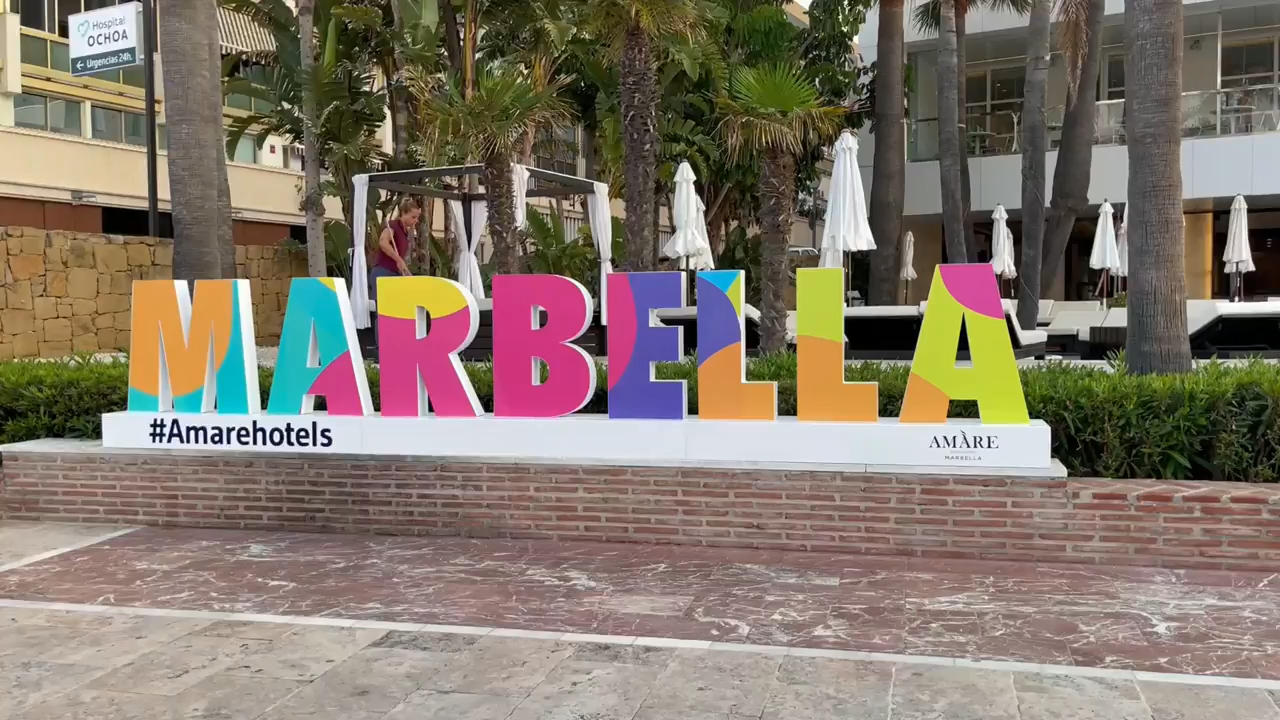 Hospital
OCHOA
← Urgencias 24h.
MARBELLA
#Amarehotels
AMÀRE
MARBELLA